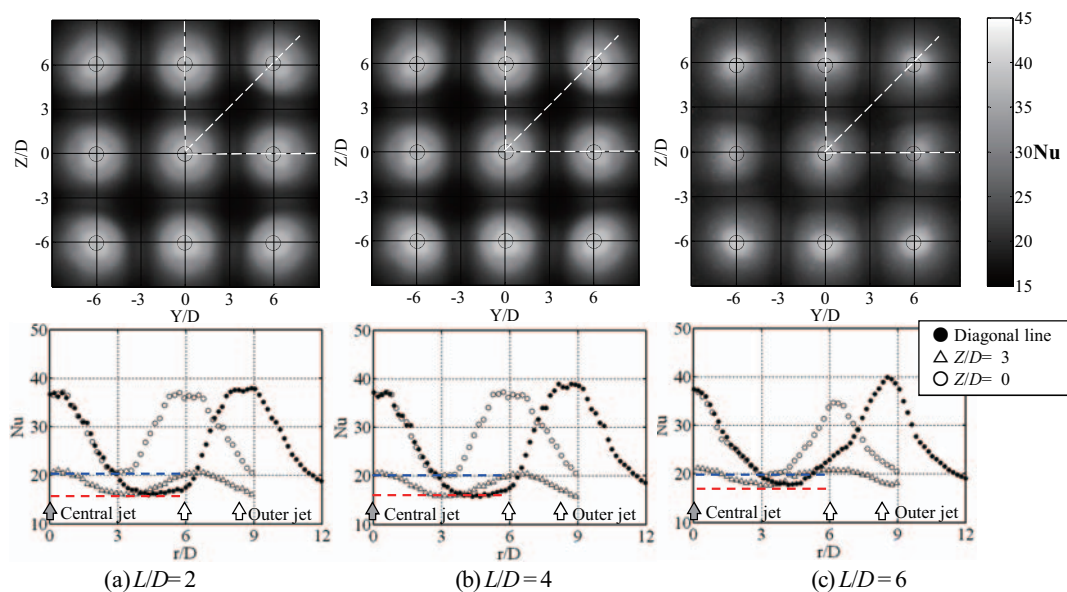 6
3
0
-3
-6
Z/D
-6 -3 0 3 6
Y/D
6
3
0
-3
-6
Z/D
-6 -3 0 3 6
Y/D
6
3
0
-3
-6
Z/D
-6 -3 0 3 6
Y/D
45
40
35
30
25
20
15
Nu
50
40
30
20
10
Nu
Central jet
Outer jet
0 3 6 9 12
r/D
(a) L/D= 2
50
40
30
20
10
Nu
Central jet
Outer jet
0 3 6 9 12
r/D
(b) L/D = 4
50
40
30
20
10
Nu
Central jet
Outer jet
0 3 6 9 12
r/D
(c) L/D = 6
Diagonal line
Z/D= 3
Z/D= 0